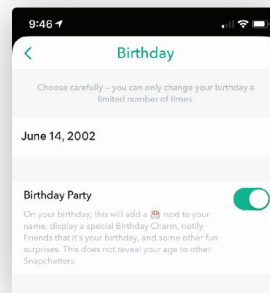 9:46
Birthday
Choose carefully – you can only change your birthday a
limited number of times.
June 14, 2002
Birthday Party
On your birthday, this will add a 🎂 next to your
name, display a special Birthday Charm, notify
Friends that it's your birthday, and some other fun
surprises. This does not reveal your age to other
Snapchatters.